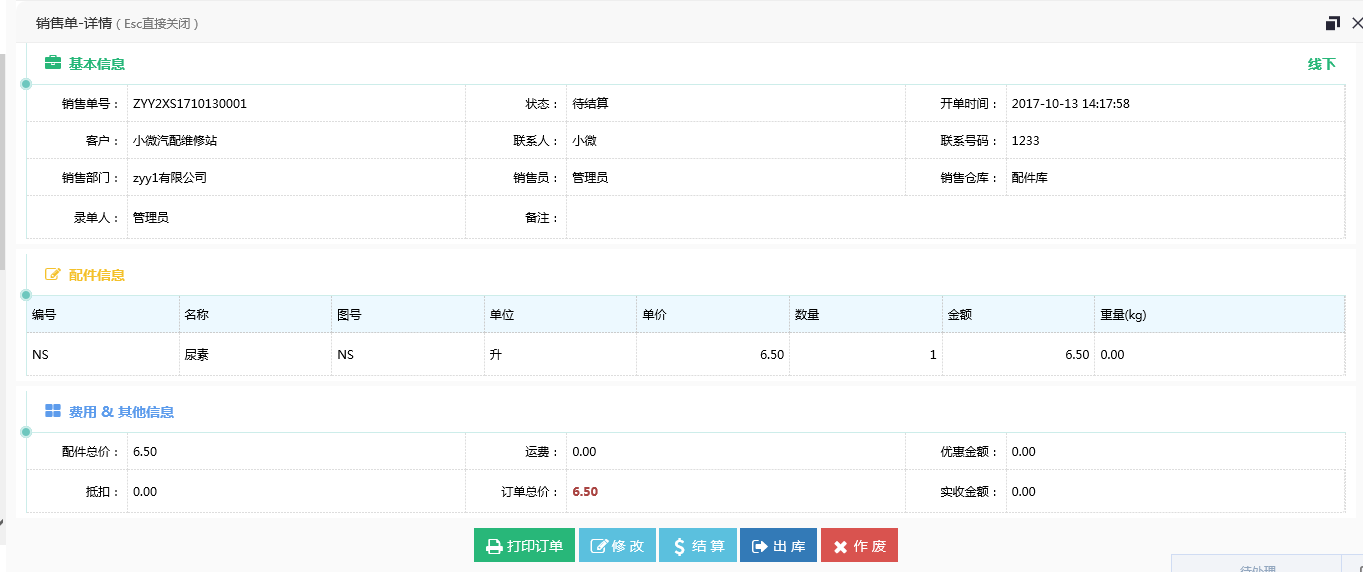 销售单-详情 ( Esc直接关闭 )
基本信息 线下
销售单号： ZYY2XS1710130001 状态： 待结算 开单时间： 2017-10-13 14:17:58
客户： 小微汽配维修站 联系人： 小微 联系号码： 1233
销售部门： zyy1有限公司 销售员： 管理员 销售仓库： 配件库
录单人： 管理员 备注：
配件信息
编号 名称 图号 单位 单价 数量 金额 重量(kg)
NS 尿素 NS 升 6.50 1 6.50 0.00
费用 & 其他信息
配件总价： 6.50 运费： 0.00 优惠金额： 0.00
抵扣： 0.00 订单总价： 6.50 实收金额： 0.00
打印订单 修 改 结 算 出 库 作 废
待处理